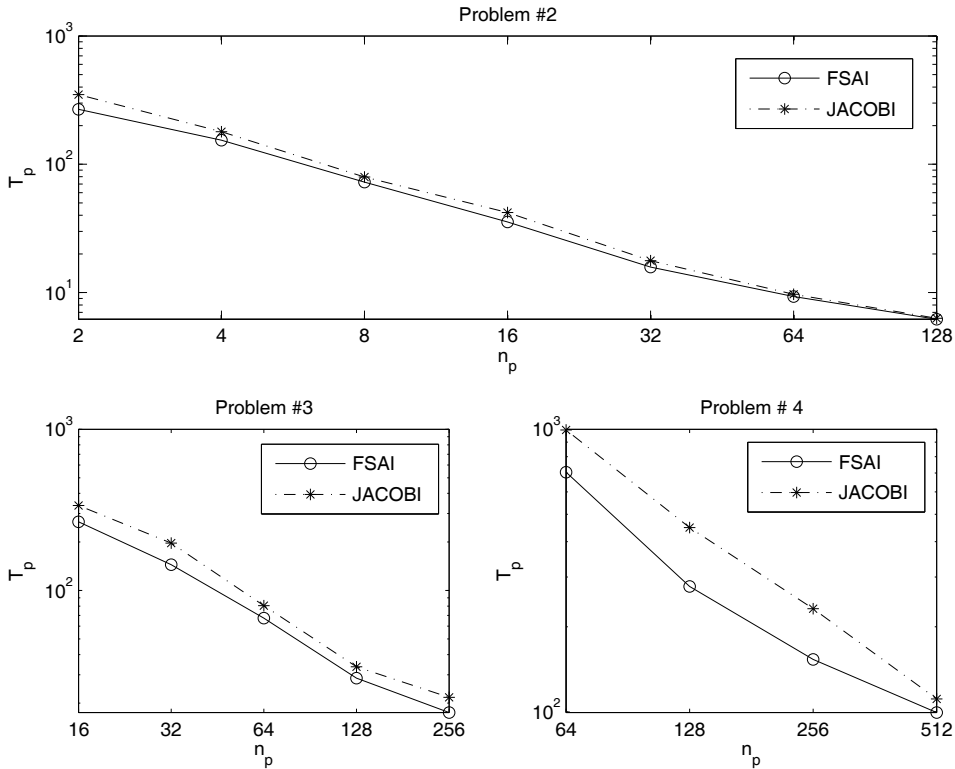 Problem #2
10^3
10^2
10^1
T_p
FSAI
JACOBI
2 4 8 16 32 64 128
n_p
Problem #3
10^3
10^2
T_p
FSAI
JACOBI
16 32 64 128 256
n_p
Problem # 4
10^3
10^2
T_p
FSAI
JACOBI
64 128 256 512
n_p